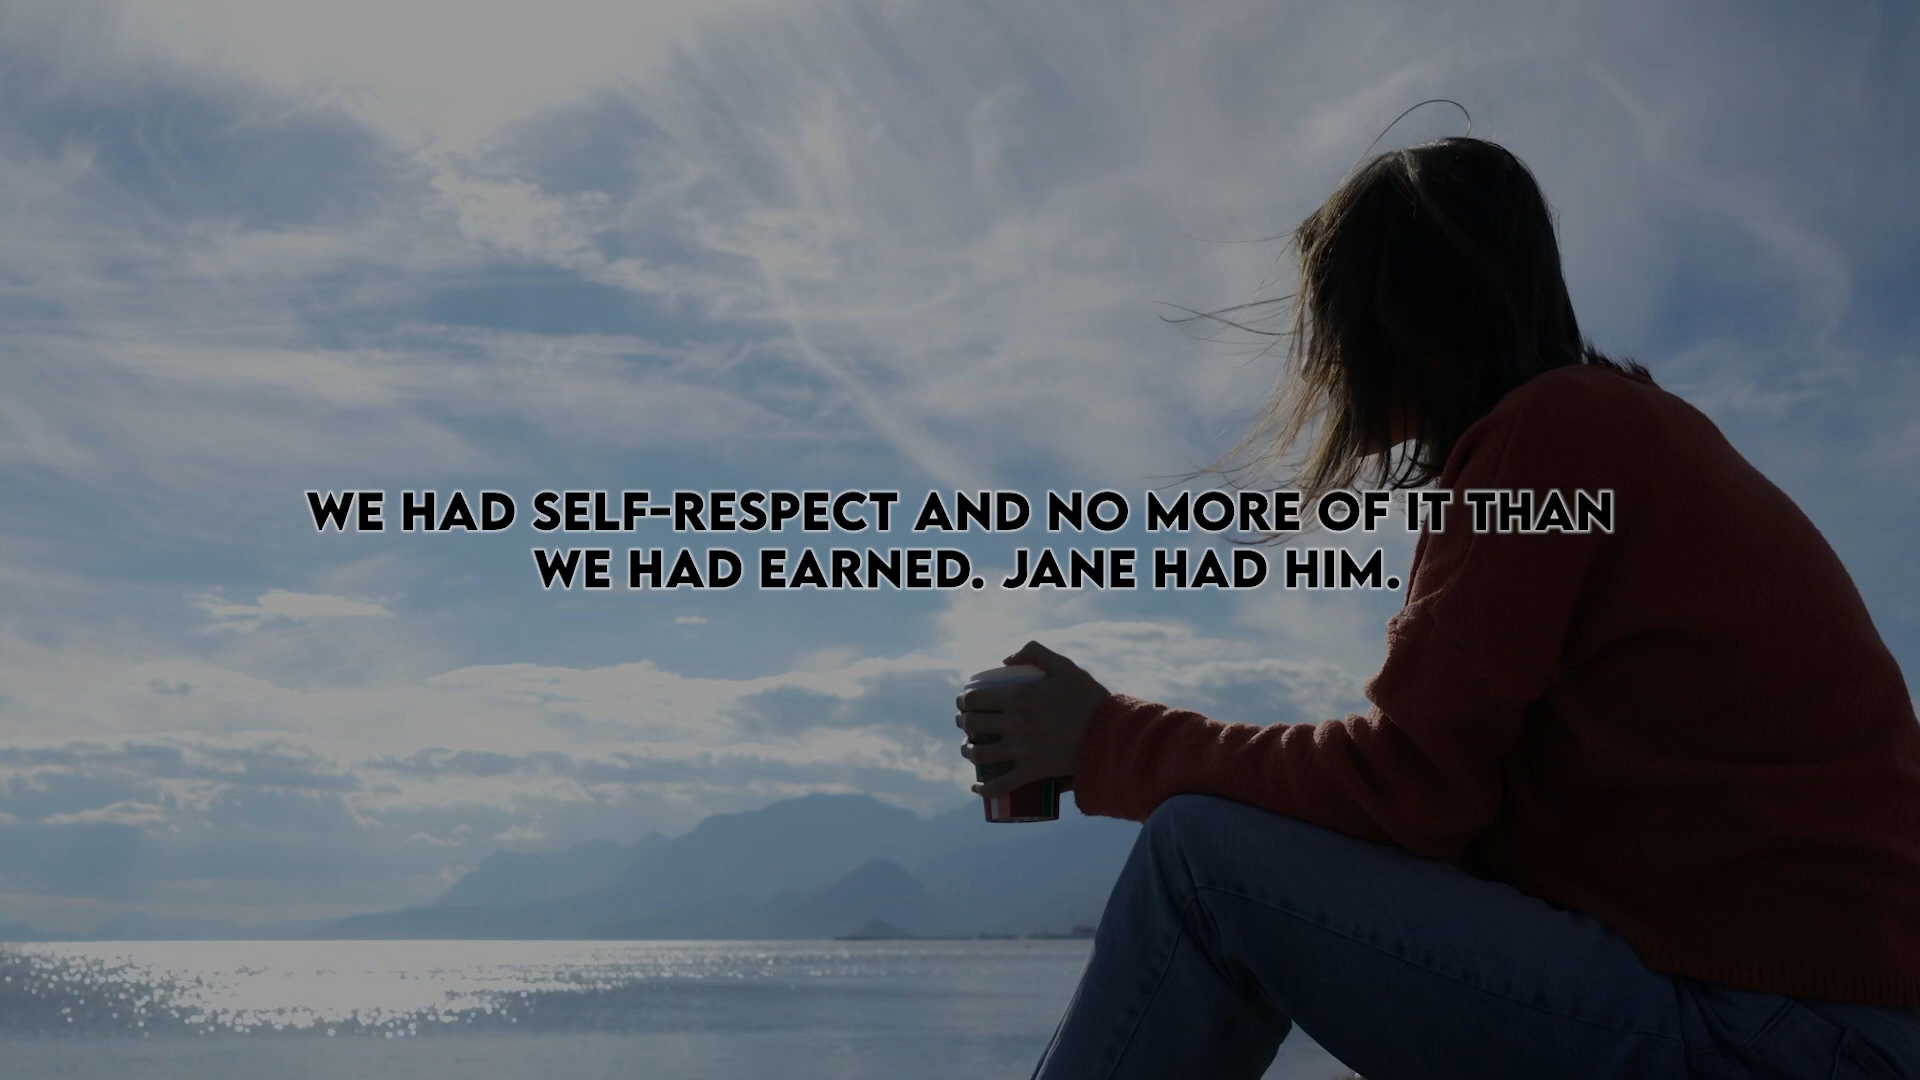 WE HAD SELF-RESPECT AND NO MORE OF IT THAN
WE HAD EARNED. JANE HAD HIM.